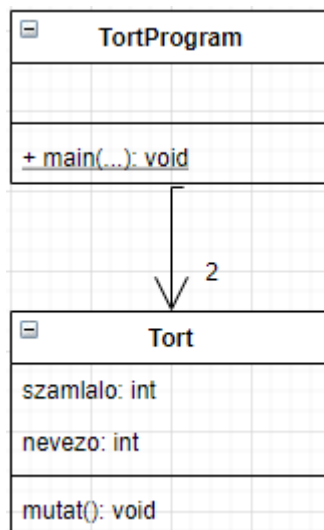 TortProgram
+ main(...): void
2
Tort
szamlalo: int
nevezo: int
mutat(): void